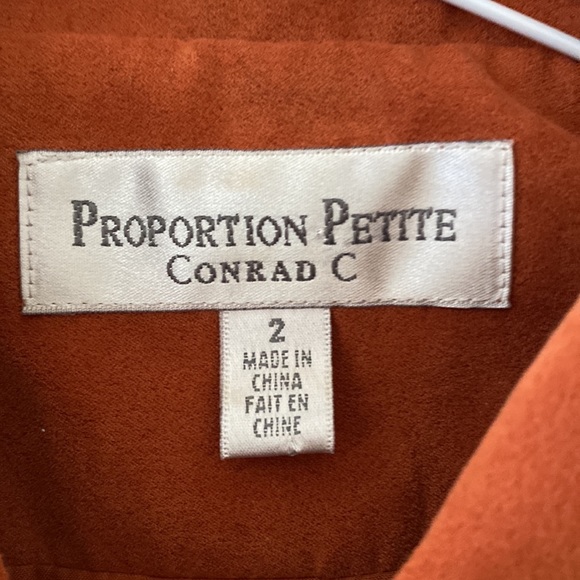 PROPORTION PETITE
CONRAD C
2
MADE IN
CHINA
FAIT EN
CHINE